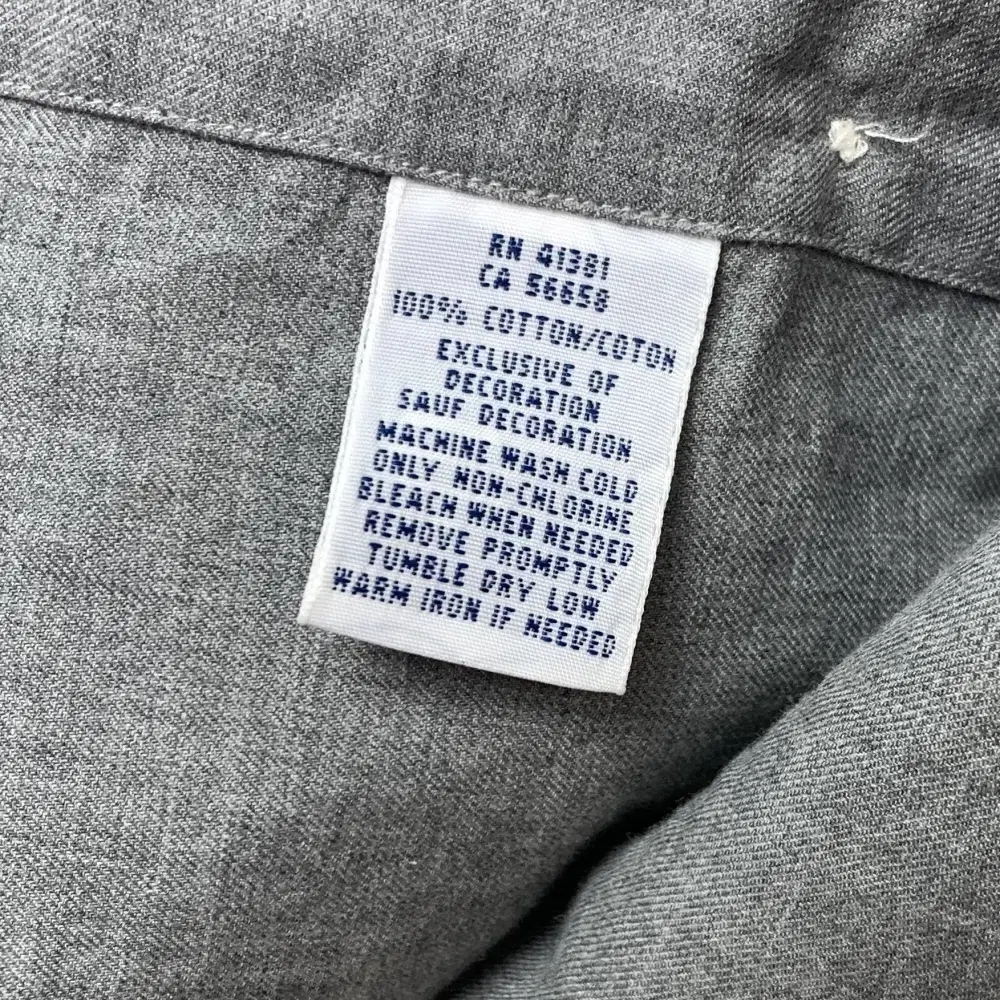 RN 41381
CA 56658
100% COTTON/COTON
EXCLUSIVE OF
DECORATION
SAUF DECORATION
MACHINE WASH COLD
ONLY NON-CHLORINE
BLEACH WHEN NEEDED
REMOVE PROMPTLY
TUMBLE DRY LOW
WARM IRON IF NEEDED